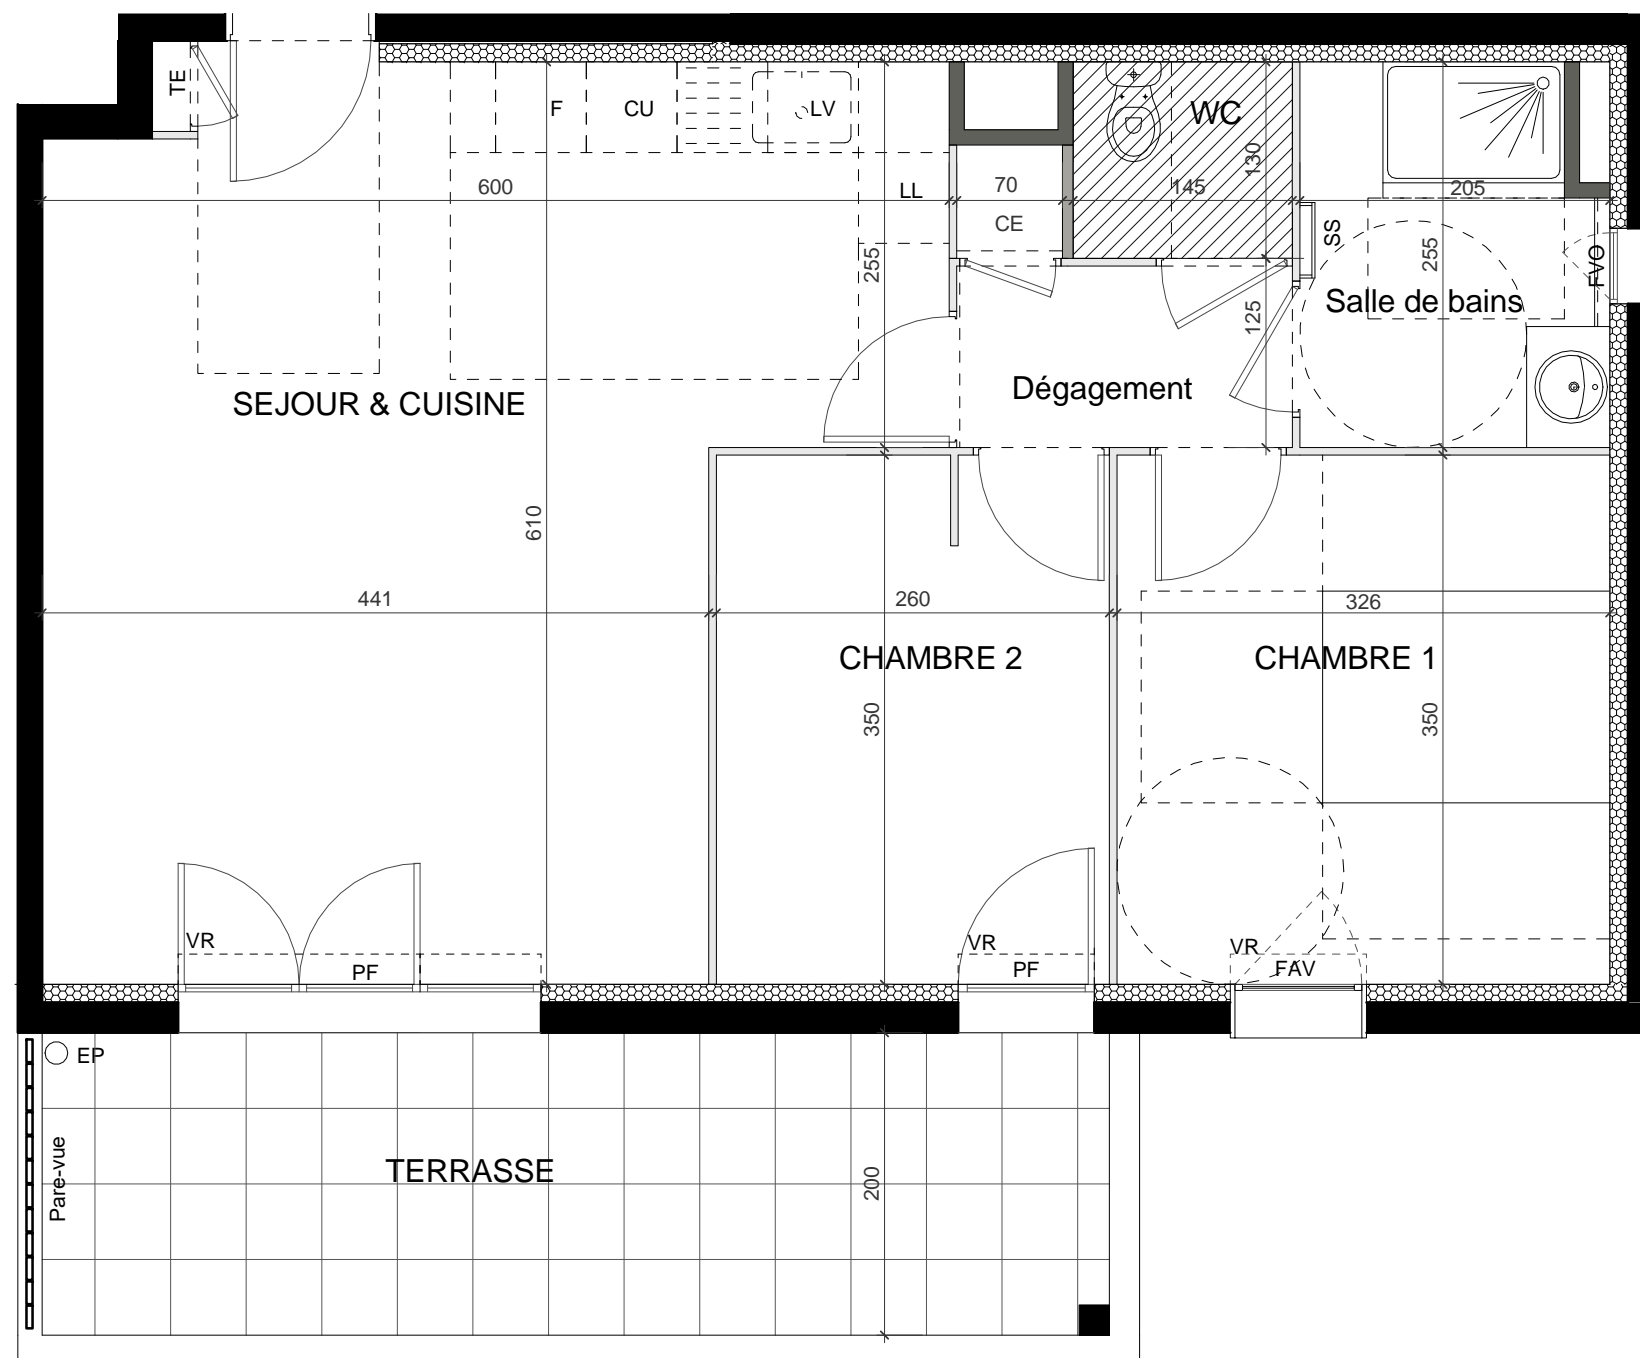 TE
F
CU
LV
WC
130
600
LL
70
145
205
CE
SS
255
255
FVO
Salle de bains
125
Dégagement
SEJOUR & CUISINE
610
441
260
326
CHAMBRE 2
CHAMBRE 1
350
350
VR
PF
VR
PF
VR
FAV
EP
Pare-vue
TERRASSE
200